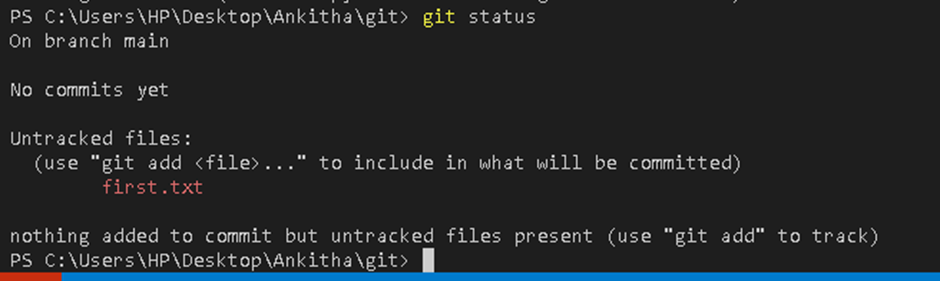 PS C:\Users\HP\Desktop\Ankitha\git> git status
On branch main
No commits yet
Untracked files:
(use "git add <file>..." to include in what will be committed)
first.txt
nothing added to commit but untracked files present (use "git add" to track)
PS C:\Users\HP\Desktop\Ankitha\git>